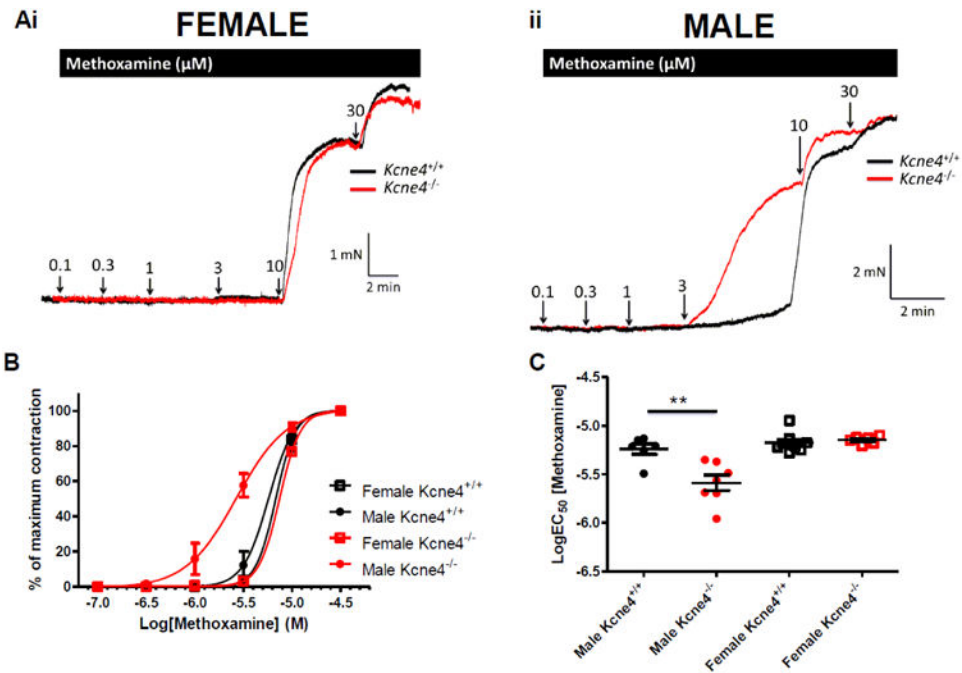 Ai
FEMALE
Methoxamine (μM)
30
Kcne4+/+
Kcne4-/-
1 mN
2 min
0.1 0.3 1 3 10
ii
MALE
Methoxamine (μM)
30
10
Kcne4+/+
Kcne4-/-
2 mN
2 min
0.1 0.3 1 3
B
% of maximum contraction
100
80
60
40
20
0
-7.0 -6.5 -6.0 -5.5 -5.0 -4.5
Log[Methoxamine] (M)
Female Kcne4+/+
Male Kcne4+/+
Female Kcne4-/-
Male Kcne4-/-
C
LogEC50 [Methoxamine]
-4.5
-5.0
-5.5
-6.0
-6.5
**
Male Kcne4+/+
Male Kcne4-/-
Female Kcne4+/+
Female Kcne4-/-